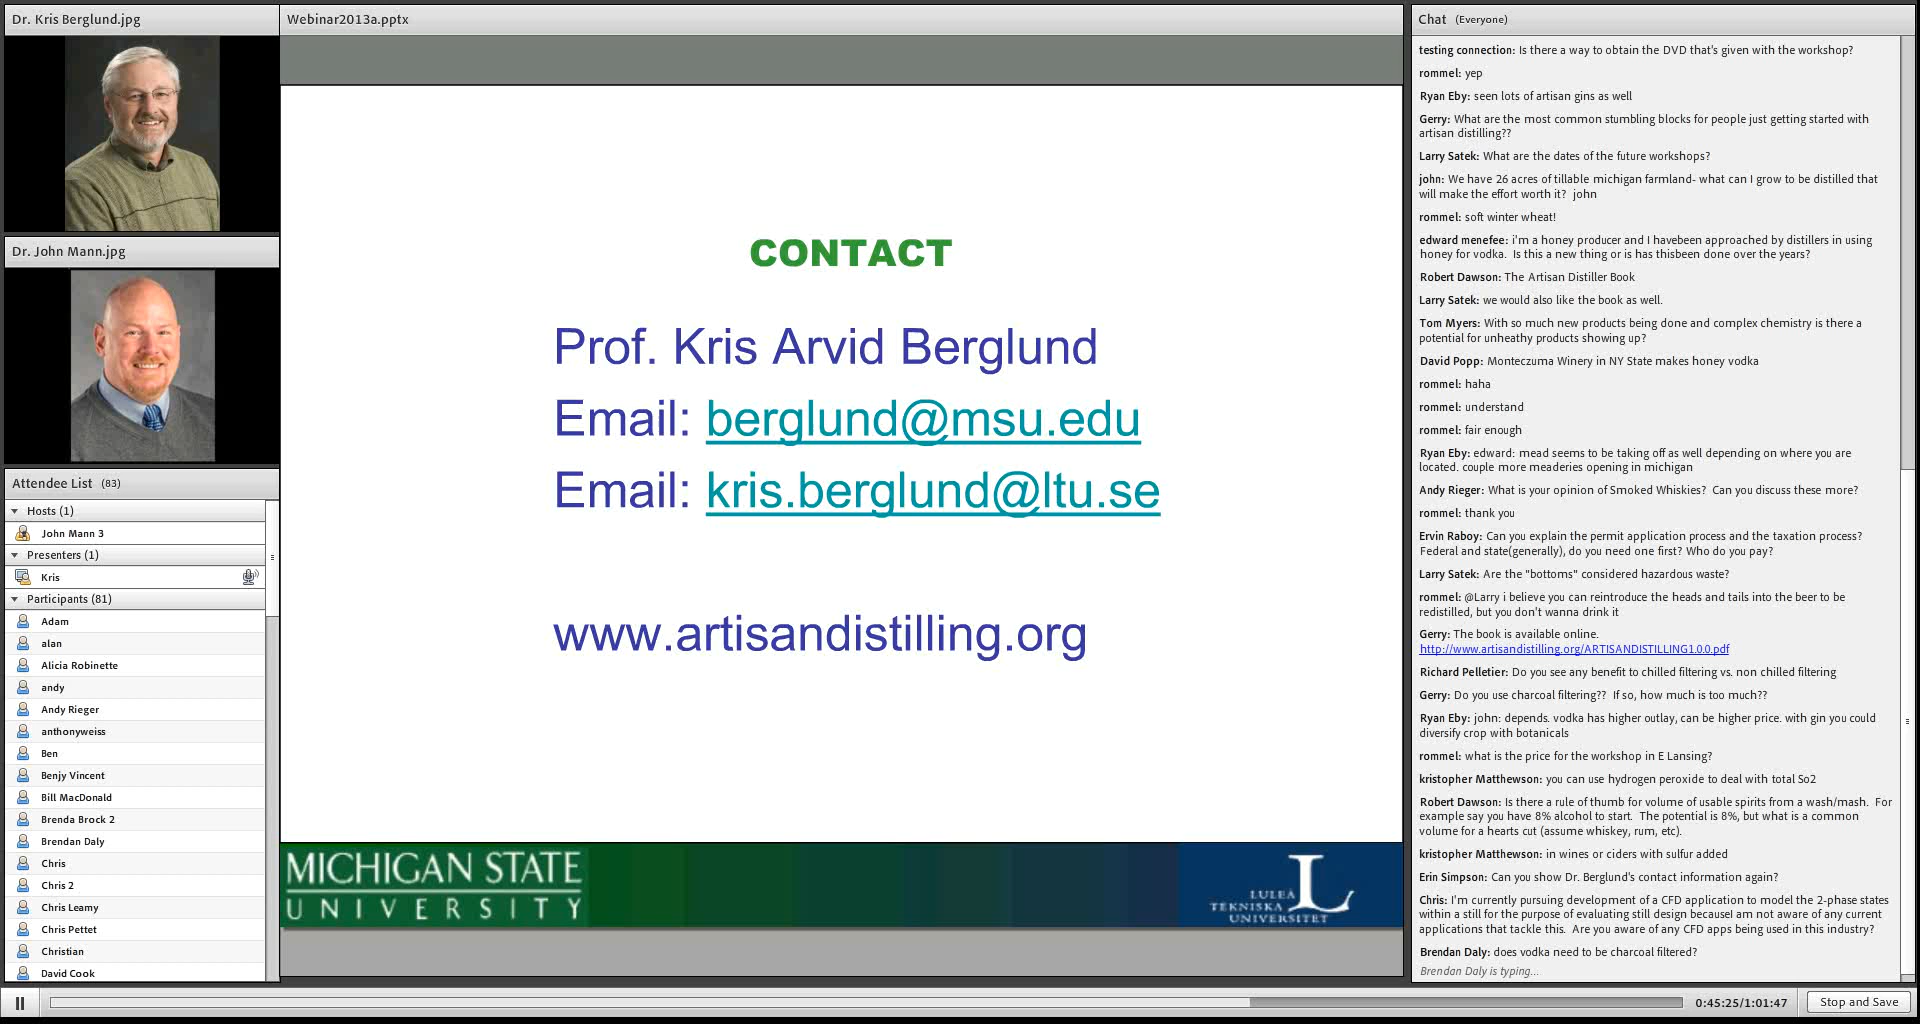 Dr. Kris Berglund.jpg
Dr. John Mann.jpg
Attendee List (83)
Hosts (1)
John Mann 3
Presenters (1)
Kris
Participants (81)
Adam
alan
Alicia Robinette
andy
Andy Rieger
anthonyweiss
Ben
Benjy Vincent
Bill MacDonald
Brenda Brock 2
Brendan Daly
Chris
Chris 2
Chris Leamy
Chris Pettet
Christian
David Cook
Webinar2013a.pptx
CONTACT
Prof. Kris Arvid Berglund
Email: berglund@msu.edu
Email: kris.berglund@ltu.se
www.artisandistilling.org
MICHIGAN STATE
UNIVERSITY
LULEÅ
TEKNISKA
UNIVERSITET
L
Chat (Everyone)
testing connection: Is there a way to obtain the DVD that's given with the workshop?
rommel: yep
Ryan Eby: seen lots of artisan gins as well
Gerry: What are the most common stumbling blocks for people just getting started with
artisan distilling??
Larry Satek: What are the dates of the future workshops?
john: We have 26 acres of tillable michigan farmland- what can I grow to be distilled that
will make the effort worth it? john
rommel: soft winter wheat!
edward menefee: i'm a honey producer and I havebeen approached by distillers in using
honey for vodka. Is this a new thing or is has thisbeen done over the years?
Robert Dawson: The Artisan Distiller Book
Larry Satek: we would also like the book as well.
Tom Myers: With so much new products being done and complex chemistry is there a
potential for unheathy products showing up?
David Popp: Monteczuma Winery in NY State makes honey vodka
rommel: haha
rommel: understand
rommel: fair enough
Ryan Eby: edward: mead seems to be taking off as well depending on where you are
located. couple more meaderies opening in michigan
Andy Rieger: What is your opinion of Smoked Whiskies? Can you discuss these more?
rommel: thank you
Ervin Raboy: Can you explain the permit application process and the taxation process?
Federal and state(generally), do you need one first? Who do you pay?
Larry Satek: Are the "bottoms" considered hazardous waste?
rommel: @Larry i believe you can reintroduce the heads and tails into the beer to be
redistilled, but you don't wanna drink it
Gerry: The book is available online.
http://www.artisandistilling.org/ARTISANDISTILLING1.0.0.pdf
Richard Pelletier: Do you see any benefit to chilled filtering vs. non chilled filtering
Gerry: Do you use charcoal filtering?? If so, how much is too much??
Ryan Eby: john: depends. vodka has higher outlay, can be higher price. with gin you could
diversify crop with botanicals
rommel: what is the price for the workshop in E Lansing?
kristopher Matthewson: you can use hydrogen peroxide to deal with total So2
Robert Dawson: Is there a rule of thumb for volume of usable spirits from a wash/mash. For
example say you have 8% alcohol to start. The potential is 8%, but what is a common
volume for a hearts cut (assume whiskey, rum, etc).
kristopher Matthewson: in wines or ciders with sulfur added
Erin Simpson: Can you show Dr. Berglund's contact information again?
Chris: I'm currently pursuing development of a CFD application to model the 2-phase states
within a still for the purpose of evaluating still design becauseI am not aware of any current
applications that tackle this. Are you aware of any CFD apps being used in this industry?
Brendan Daly: does vodka need to be charcoal filtered?
Brendan Daly is typing...
0:45:25/1:01:47
Stop and Save